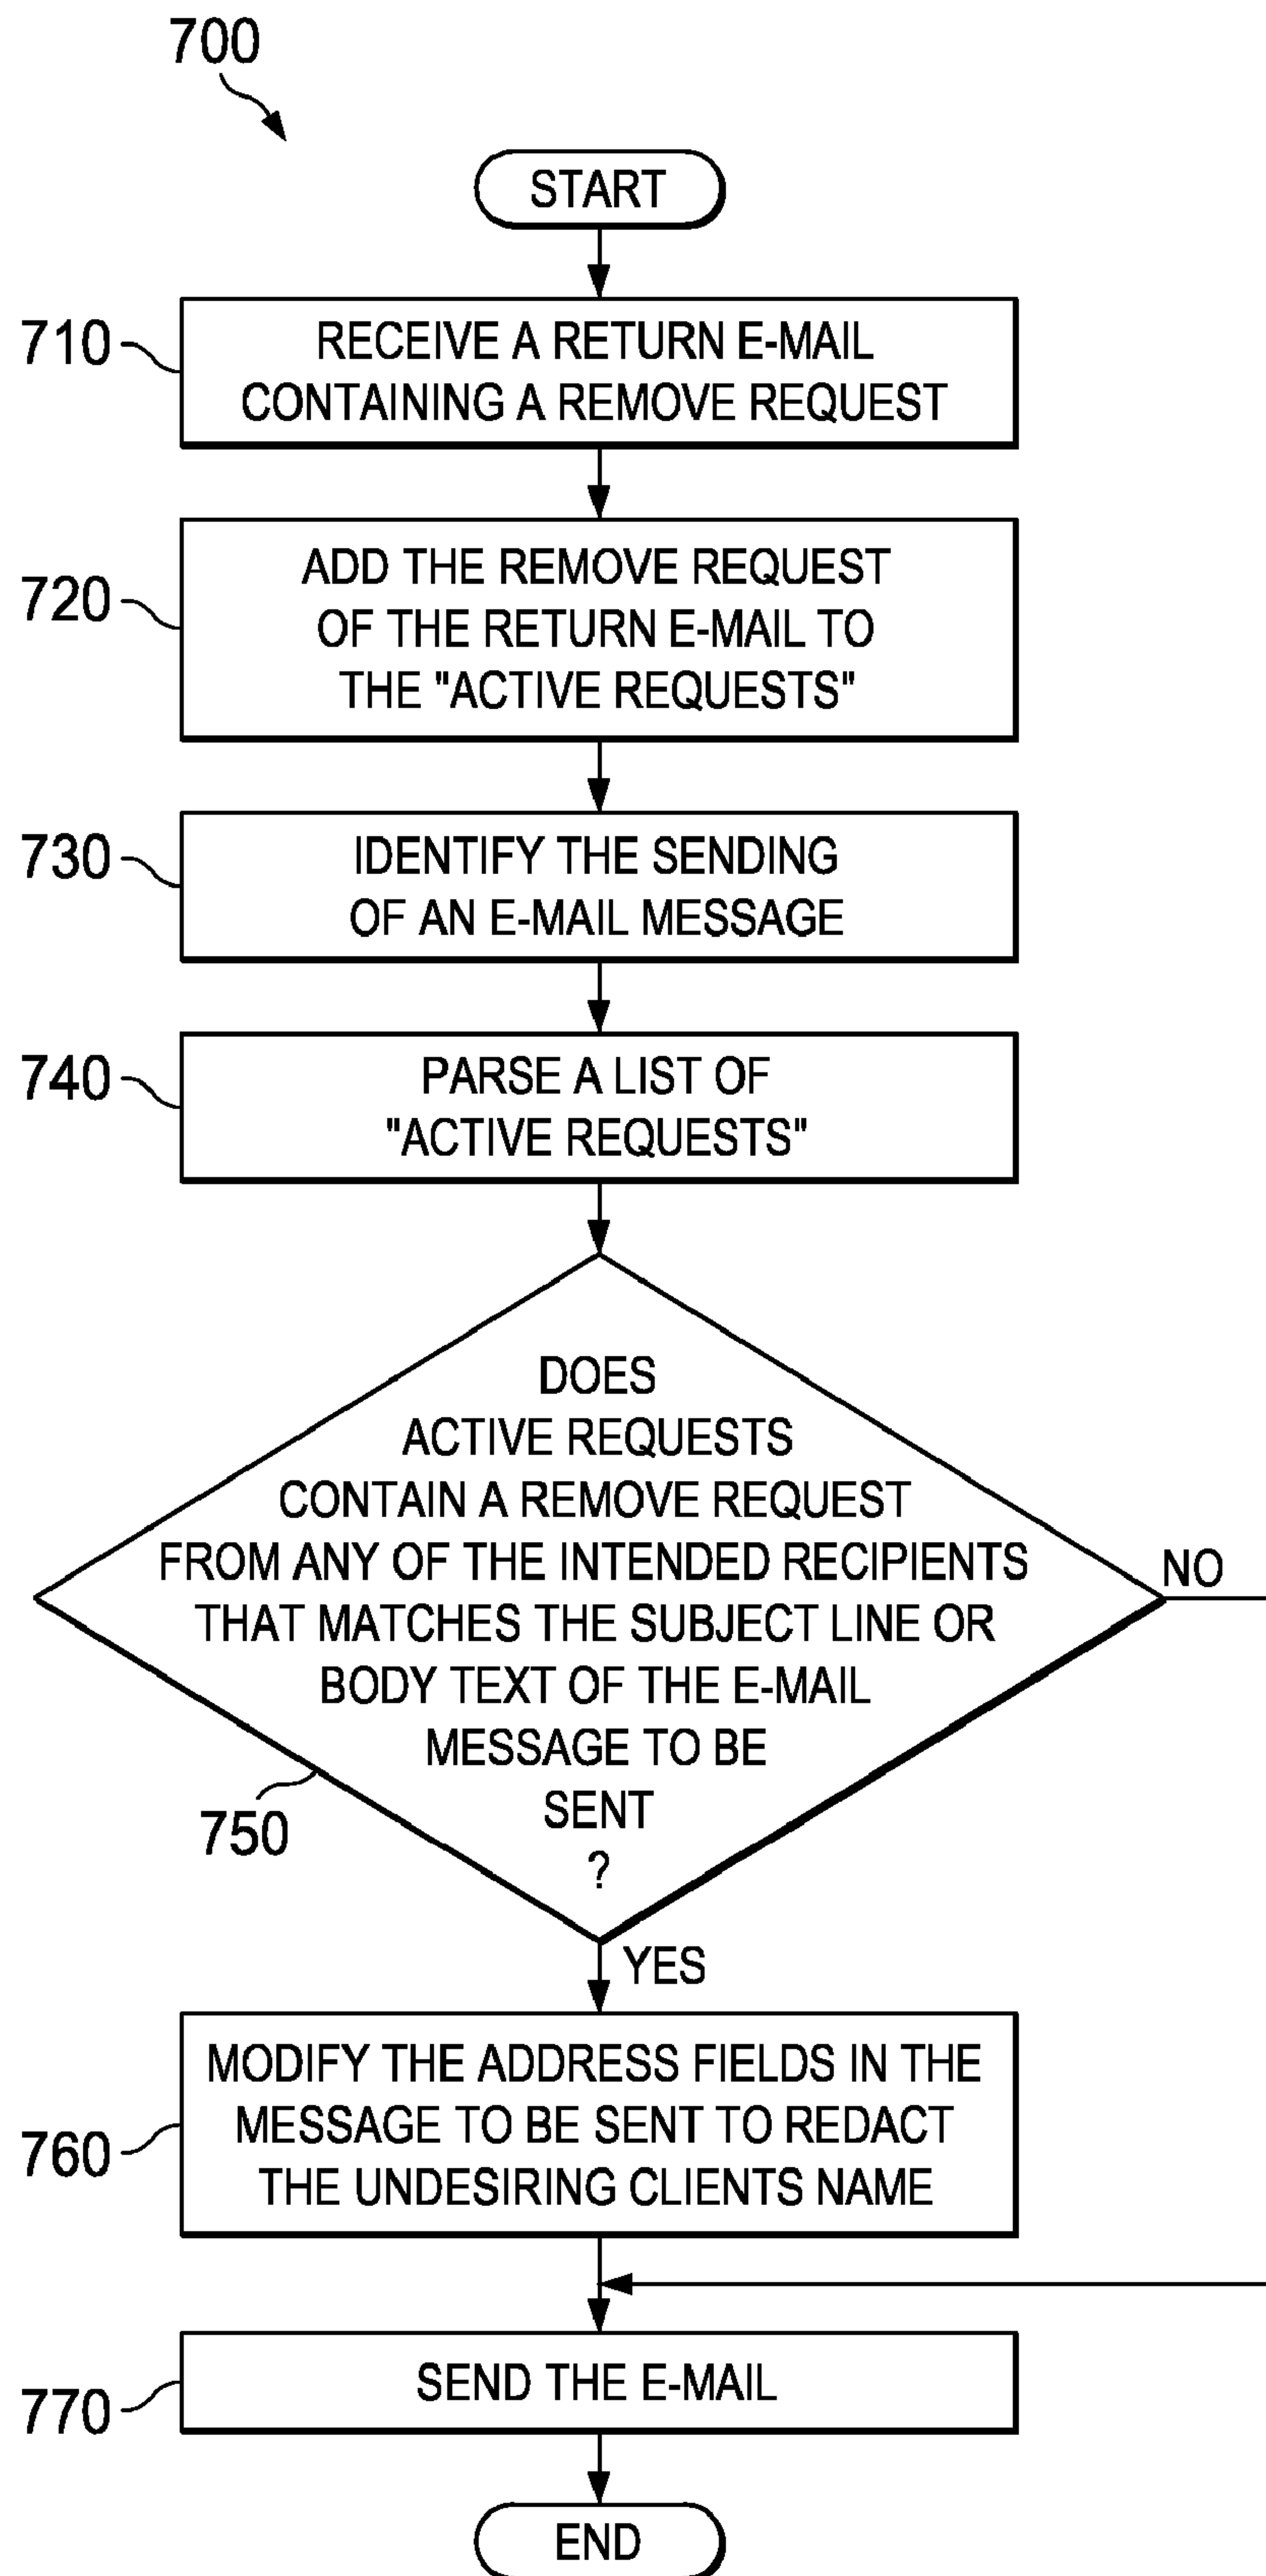 700
START
710
RECEIVE A RETURN E-MAIL
CONTAINING A REMOVE REQUEST
720
ADD THE REMOVE REQUEST
OF THE RETURN E-MAIL TO
THE "ACTIVE REQUESTS"
730
IDENTIFY THE SENDING
OF AN E-MAIL MESSAGE
740
PARSE A LIST OF
"ACTIVE REQUESTS"
DOES
ACTIVE REQUESTS
CONTAIN A REMOVE REQUEST
FROM ANY OF THE INTENDED RECIPIENTS
THAT MATCHES THE SUBJECT LINE OR
BODY TEXT OF THE E-MAIL
MESSAGE TO BE
SENT
?
NO
750
YES
760
MODIFY THE ADDRESS FIELDS IN THE
MESSAGE TO BE SENT TO REDACT
THE UNDESIRING CLIENTS NAME
770
SEND THE E-MAIL
END